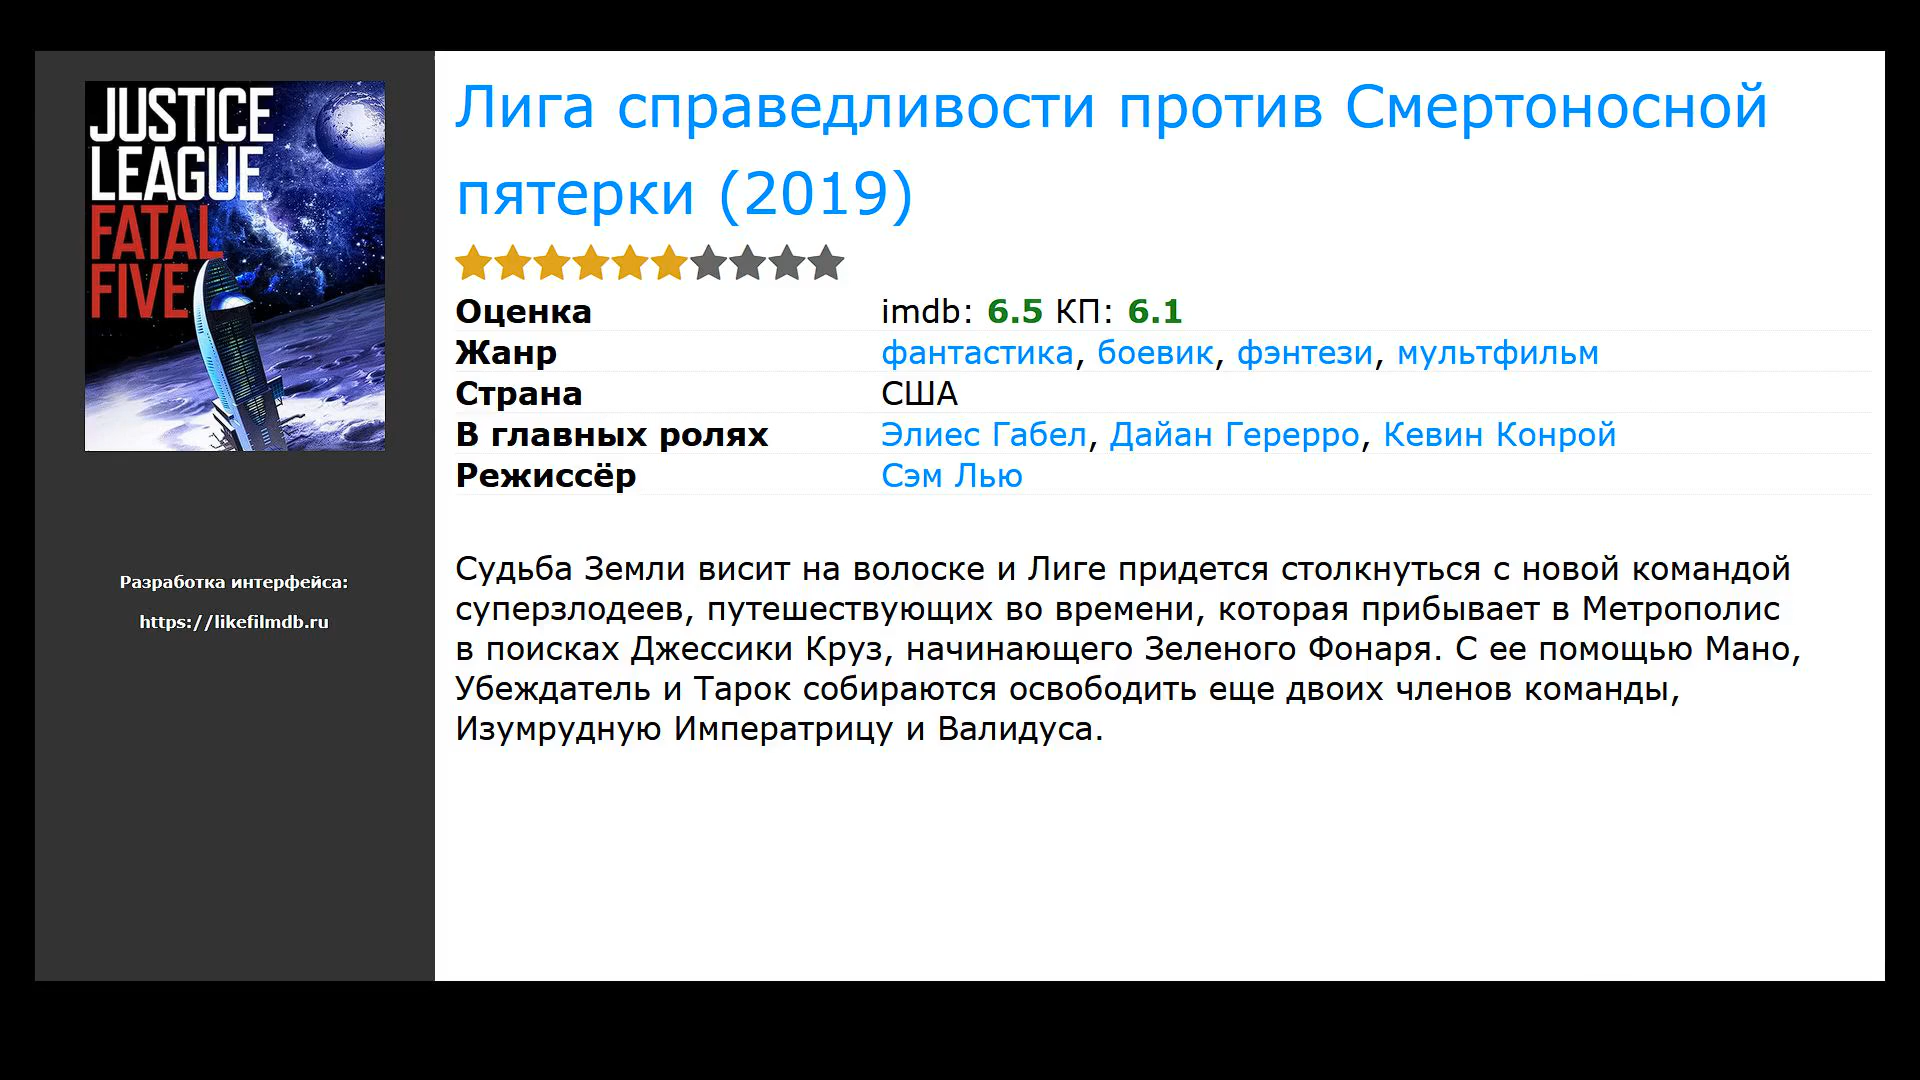 JUSTICE
LEAGUE
FATAL
FIVE
Разработка интерфейса:
https://likefilmdb.ru
Лига справедливости против Смертоносной
пятерки (2019)
Оценка imdb: 6.5 КП: 6.1
Жанр фантастика, боевик, фэнтези, мультфильм
Страна США
В главных ролях Элиес Габел, Дайан Гереррo, Кевин Конрой
Режиссёр Сэм Лью
Судьба Земли висит на волоске и Лиге придется столкнуться с новой командой
суперзлодеев, путешествующих во времени, которая прибывает в Метрополис
в поисках Джессики Круз, начинающего Зеленого Фонаря. С ее помощью Мано,
Убеждатель и Тарок собираются освободить еще двоих членов команды,
Изумрудную Императрицу и Валидуса.